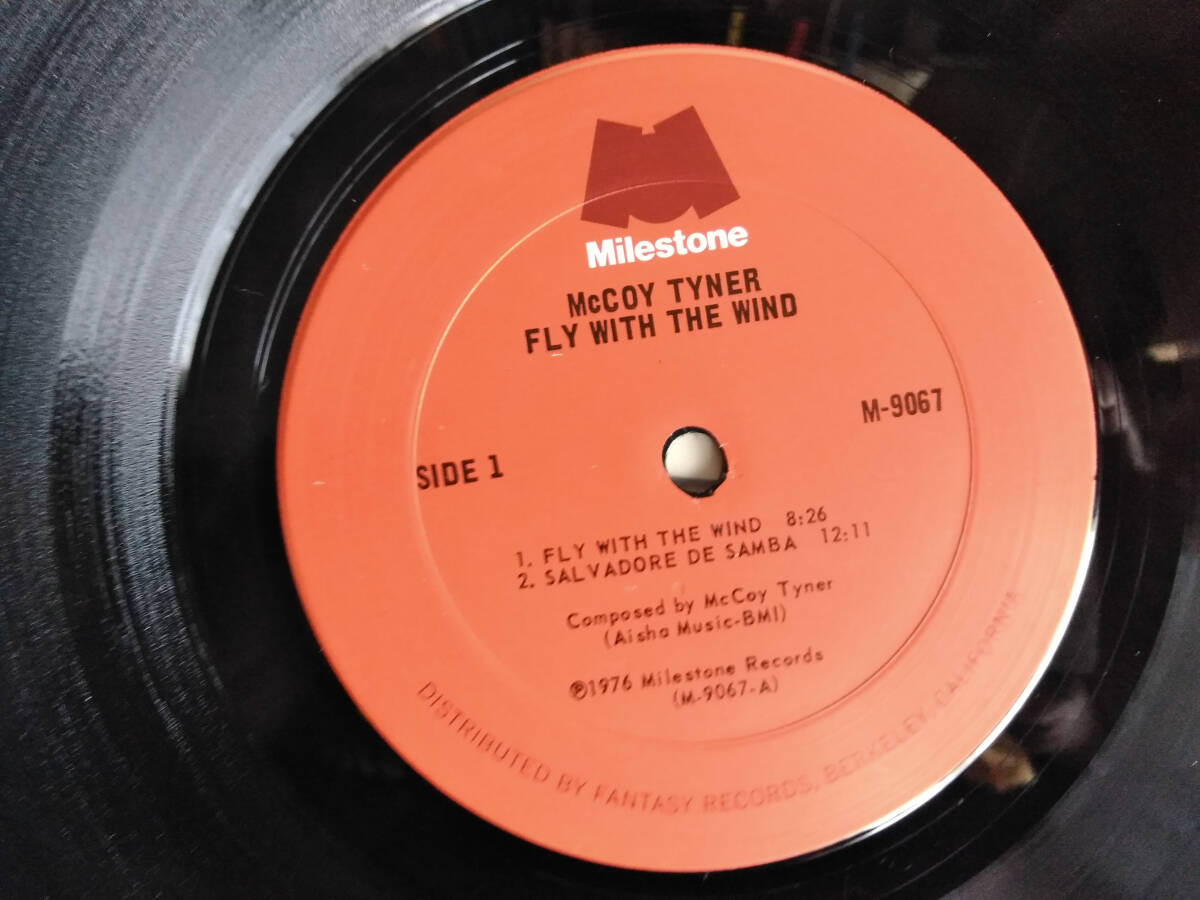 Milestone
McCOY TYNER
FLY WITH THE WIND
M-9067
SIDE 1
1. FLY WITH THE WIND 8:26
2. SALVADORE DE SAMBA 12:11
Composed by McCoy Tyner
(Aisha Music-BMI)
℗1976 Milestone Records
(M-9067-A)
DISTRIBUTED BY FANTASY RECORDS, BERKELEY, CALIFORNIA